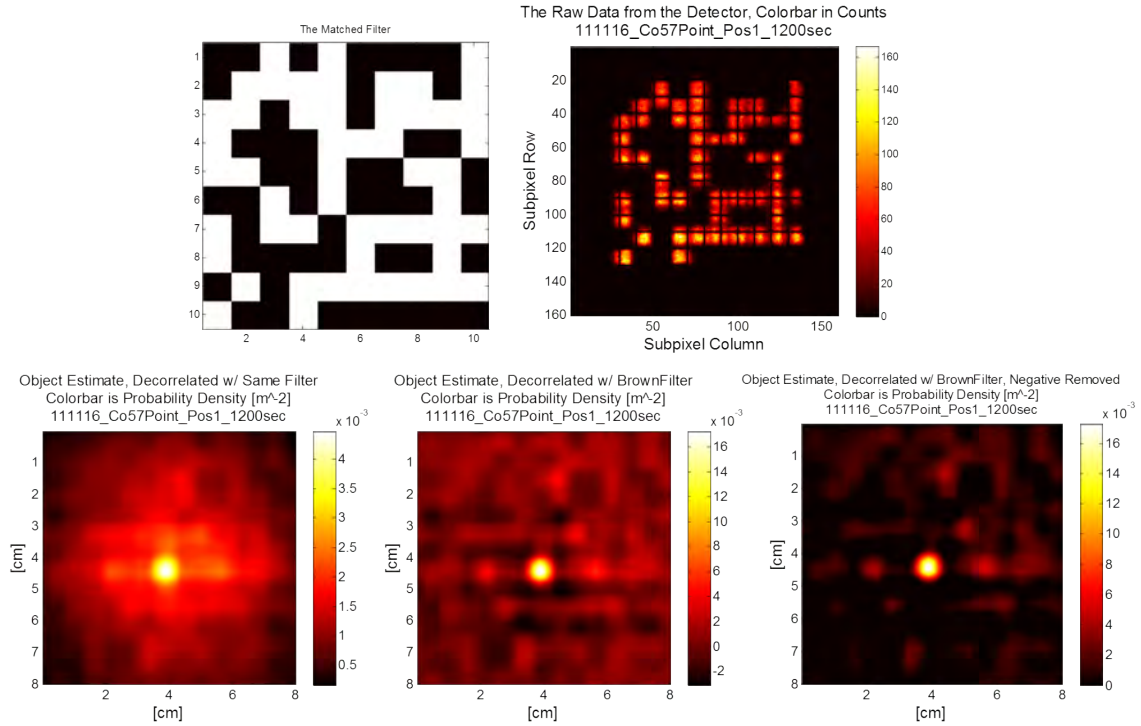 The Matched Filter
1
2
3
4
5
6
7
8
9
10
2 4 6 8 10
The Raw Data from the Detector, Colorbar in Counts
111116_Co57Point_Pos1_1200sec
Subpixel Row
20
40
60
80
100
120
140
160
50 100 150
Subpixel Column
160
140
120
100
80
60
40
20
0
Object Estimate, Decorrelated w/ Same Filter
Colorbar is Probability Density [m^-2]
111116_Co57Point_Pos1_1200sec
x 10^-3
[cm]
1
2
3
4
5
6
7
8
2 4 6 8
[cm]
4
3.5
3
2.5
2
1.5
1
0.5
Object Estimate, Decorrelated w/ BrownFilter
Colorbar is Probability Density [m^-2]
111116_Co57Point_Pos1_1200sec
x 10^-3
[cm]
1
2
3
4
5
6
7
8
2 4 6 8
[cm]
16
14
12
10
8
6
4
2
0
-2
Object Estimate, Decorrelated w/ BrownFilter, Negative Removed
Colorbar is Probability Density [m^-2]
111116_Co57Point_Pos1_1200sec
x 10^-3
[cm]
1
2
3
4
5
6
7
8
2 4 6 8
[cm]
16
14
12
10
8
6
4
2
0